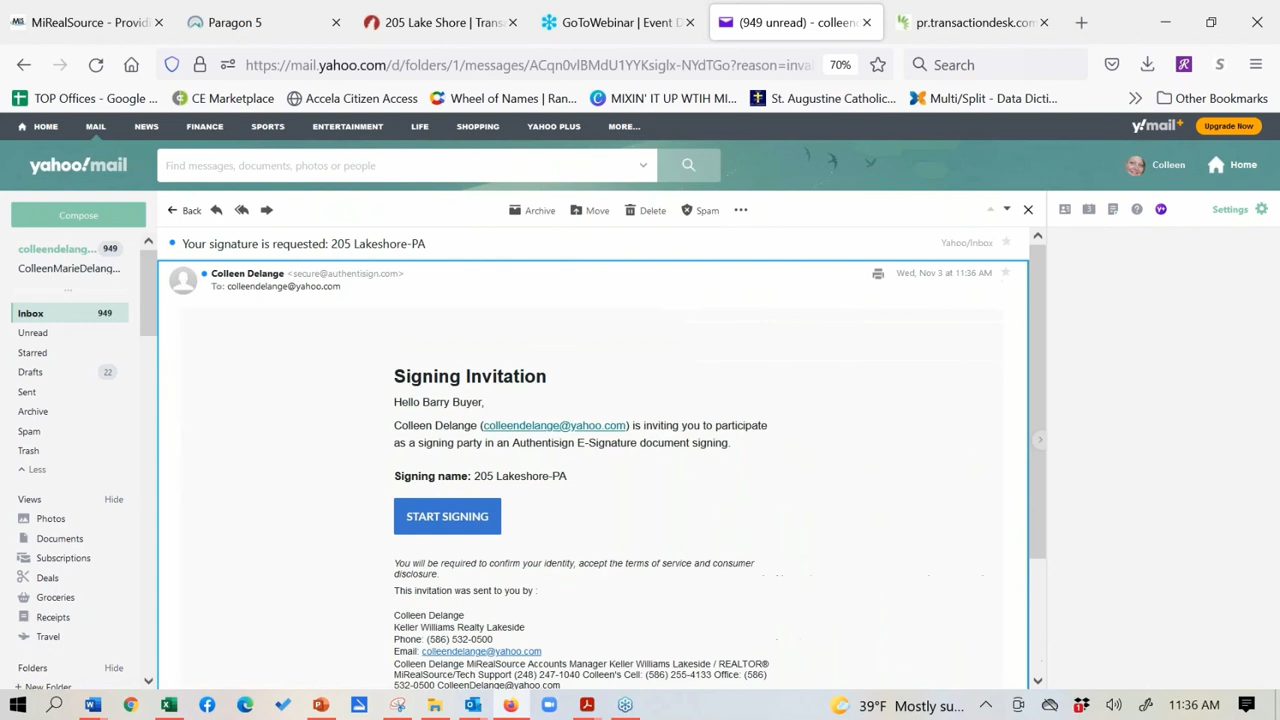 MiRealSource - Providi
Paragon 5
205 Lake Shore | Trans
GoToWebinar | Event D
(949 unread) - colleen
pr.transactiondesk.com
https://mail.yahoo.com/d/folders/1/messages/
70%
Search
TOP Offices - Google ...
CE Marketplace
Accela Citizen Access
Wheel of Names | Ran...
MIXIN' IT UP WTIH MI...
St. Augustine Catholic...
Multi/Split - Data Dicti...
Other Bookmarks
HOME MAIL NEWS FINANCE SPORTS ENTERTAINMENT LIFE SHOPPING YAHOO PLUS MORE...
y!mail+
Upgrade Now
yahoo!mail
Find messages, documents, photos or people
Colleen
Home
Compose
Back
Archive
Move
Delete
Spam
Settings
colleendelang... 949
ColleenMarieDelang...
Inbox 949
Unread
Starred
Drafts 22
Sent
Archive
Spam
Trash
Less
Views Hide
Photos
Documents
Subscriptions
Deals
Groceries
Receipts
Travel
Folders Hide
+ New Folder
Your signature is requested: 205 Lakeshore-PA
Yahoo/Inbox
Colleen Delange <secure@authentisign.com>
To: colleendelange@yahoo.com
Wed, Nov 3 at 11:36 AM
Signing Invitation
Hello Barry Buyer,
Colleen Delange (colleendelange@yahoo.com) is inviting you to participate
as a signing party in an Authentisign E-Signature document signing.
Signing name: 205 Lakeshore-PA
START SIGNING
You will be required to confirm your identity, accept the terms of service and consumer
disclosure.
This invitation was sent to you by :
Colleen Delange
Keller Williams Realty Lakeside
Phone: (586) 532-0500
Email: colleendelange@yahoo.com
Colleen Delange MiRealSource Accounts Manager Keller Williams Lakeside / REALTOR®
MiRealSource/Tech Support (248) 247-1040 Colleen's Cell: (586) 255-4133 Office: (586)
532-0500 ColleenDelange@yahoo.com
39°F Mostly su...
11:36 AM